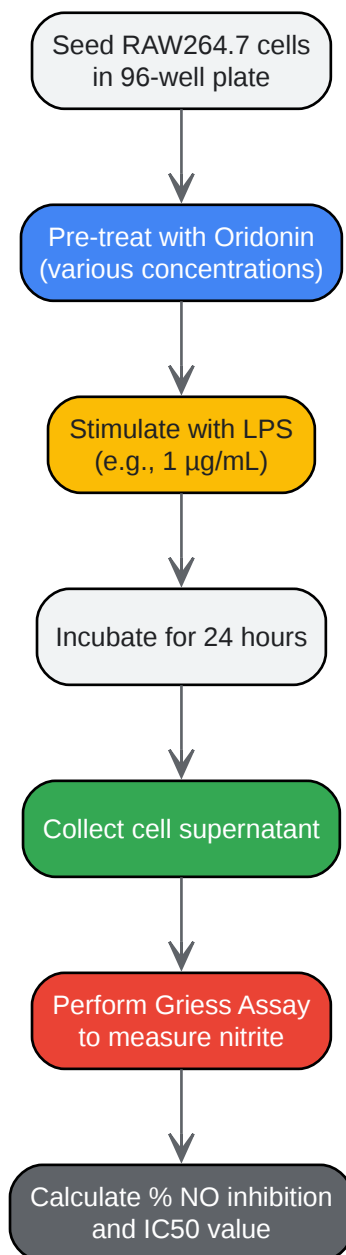 Seed RAW264.7 cells
in 96-well plate
Pre-treat with Oridonin
(various concentrations)
Stimulate with LPS
(e.g., 1 µg/mL)
Incubate for 24 hours
Collect cell supernatant
Perform Griess Assay
to measure nitrite
Calculate % NO inhibition
and IC50 value